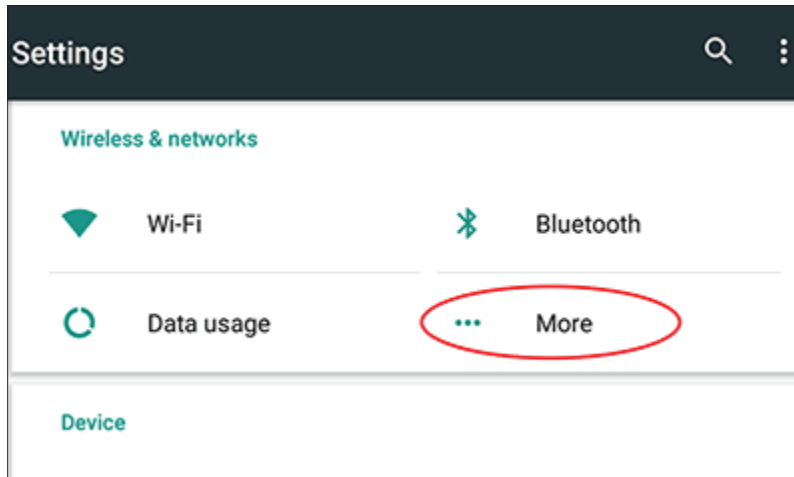 Settings
Wireless & networks
Wi-Fi
Bluetooth
Data usage
More
Device